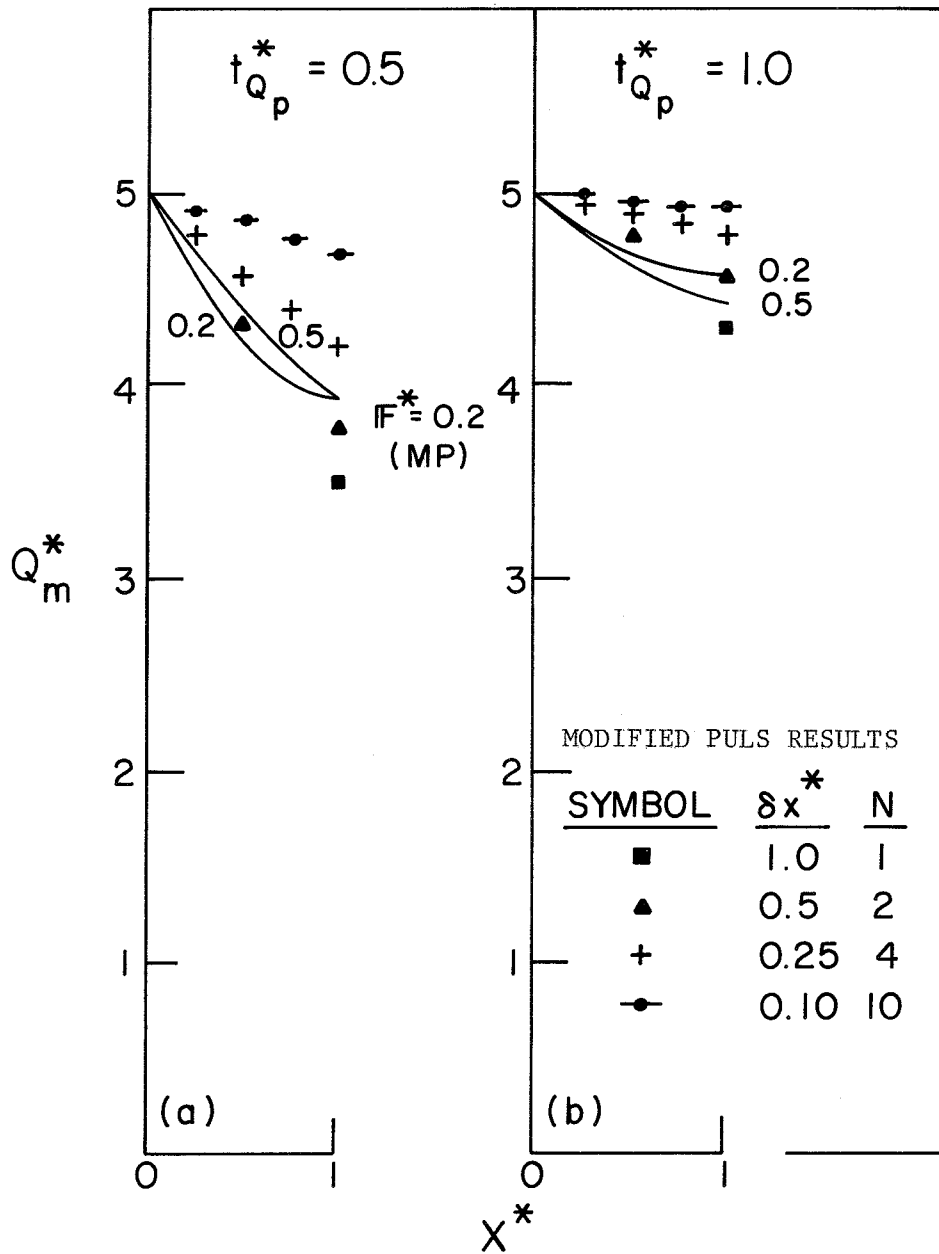 t*Qp = 0.5
t*Qp = 1.0
5
4
3
2
1
0
1
0.2
0.5
F* = 0.2
(MP)
(a)
5
4
3
2
1
0
1
0.2
0.5
(b)
Q*m
X*
MODIFIED PULS RESULTS
SYMBOL δx* N
1.0 1
0.5 2
0.25 4
0.10 10